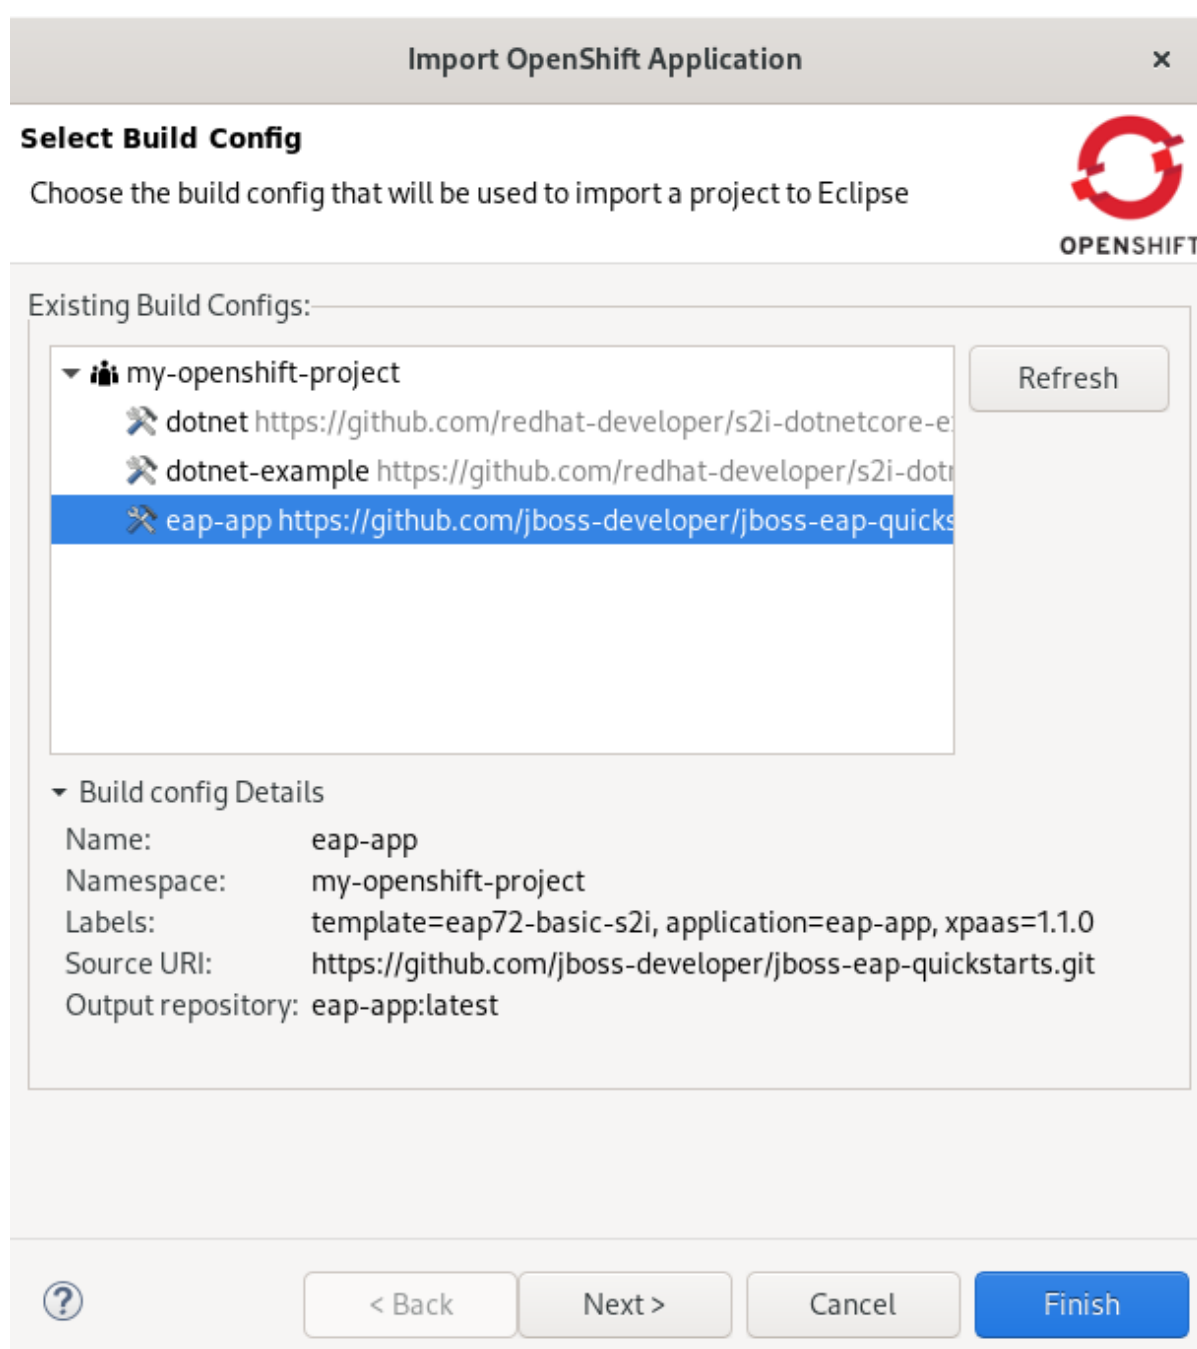 Import OpenShift Application
Select Build Config
Choose the build config that will be used to import a project to Eclipse
OPENSHIFT
Existing Build Configs:
my-openshift-project
Refresh
dotnet https://github.com/redhat-developer/s2i-dotnetcore-e
dotnet-example https://github.com/redhat-developer/s2i-dot
eap-app https://github.com/jboss-developer/jboss-eap-quicks
Build config Details
Name: eap-app
Namespace: my-openshift-project
Labels: template=eap72-basic-s2i, application=eap-app, xpaas=1.1.0
Source URI: https://github.com/jboss-developer/jboss-eap-quickstarts.git
Output repository: eap-app:latest
? < Back Next > Cancel Finish